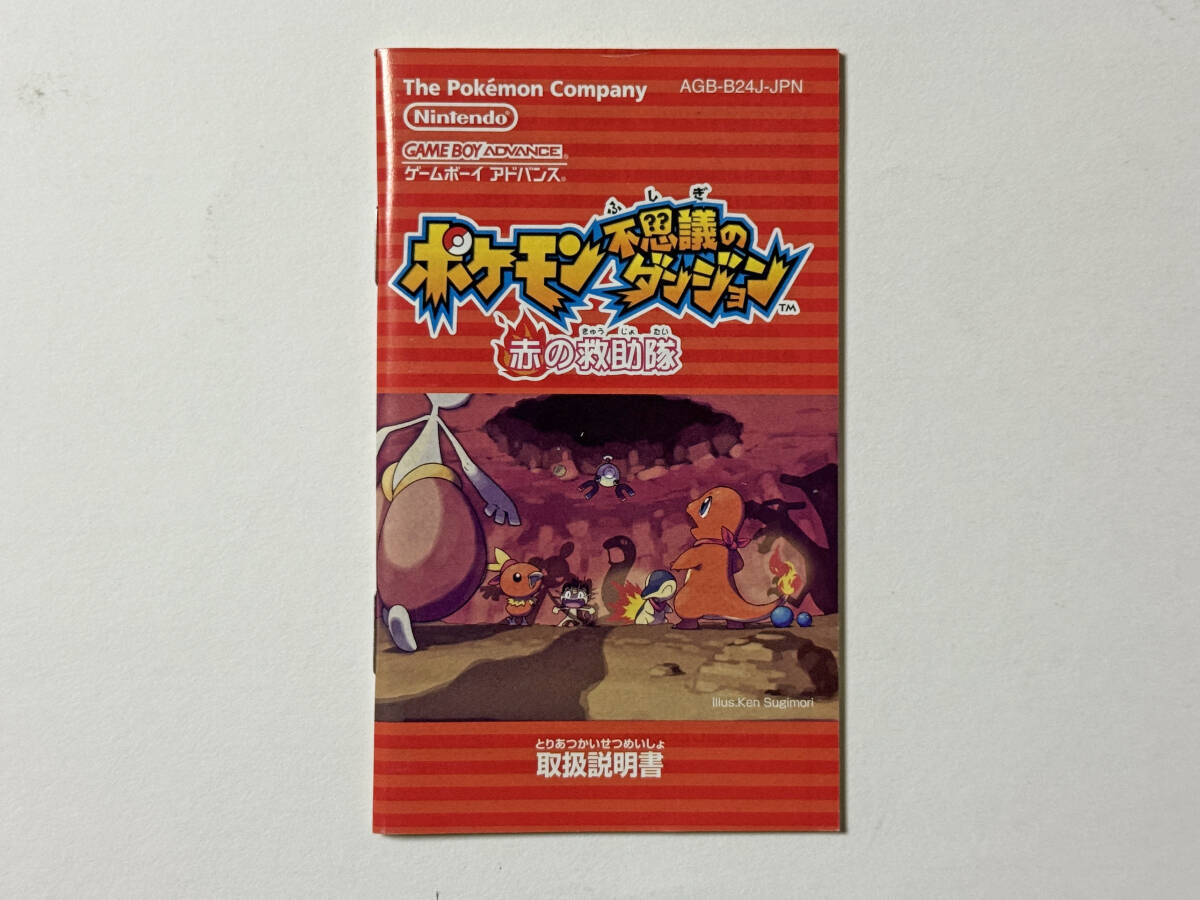 The Pokémon Company
AGB-B24J-JPN
Nintendo
GAME BOY ADVANCE
ゲームボーイ アドバンス
ふしぎ
ポケモン不思議の
ダンジョン
TM
きゅうじょたい
赤の救助隊
Illus.Ken Sugimori
とりあつかいせつめいしょ
取扱説明書